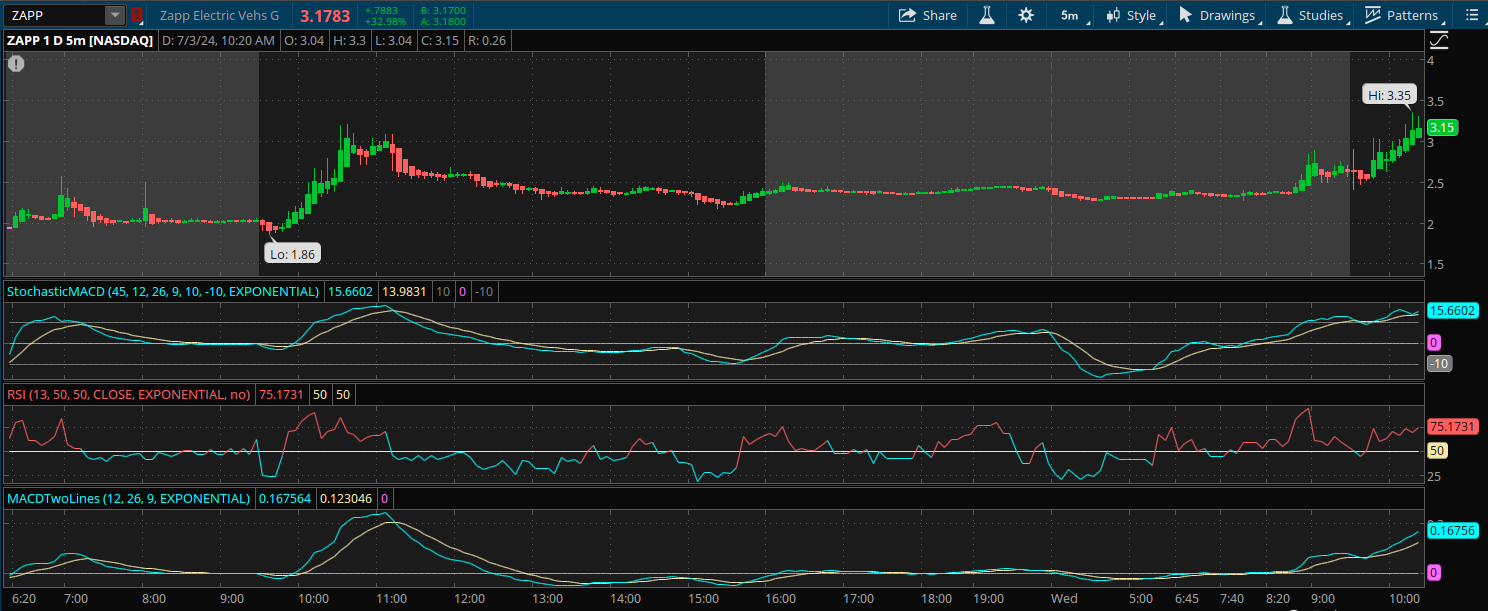 ZAPP
Zapp Electric Vehs G
3.1783
+.7883
+32.98%
B: 3.1700
A: 3.1800
Share
5m
Style
Drawings
Studies
Patterns
ZAPP 1 D 5m [NASDAQ]
D: 7/3/24, 10:20 AM
O: 3.04
H: 3.3
L: 3.04
C: 3.15
R: 0.26
4
Hi: 3.35
3.5
3.15
3
2.5
2
Lo: 1.86
1.5
StochasticMACD (45, 12, 26, 9, 10, -10, EXPONENTIAL)
15.6602
13.9831
10
0
-10
15.6602
0
-10
RSI (13, 50, 50, CLOSE, EXPONENTIAL, no)
75.1731
50
50
75.1731
50
25
MACDTwoLines (12, 26, 9, EXPONENTIAL)
0.167564
0.123046
0
0.16756
0
6:20 7:00 8:00 9:00 10:00 11:00 12:00 13:00 14:00 15:00 16:00 17:00 18:00 19:00 Wed 5:00 6:45 7:40 8:20 9:00 10:00